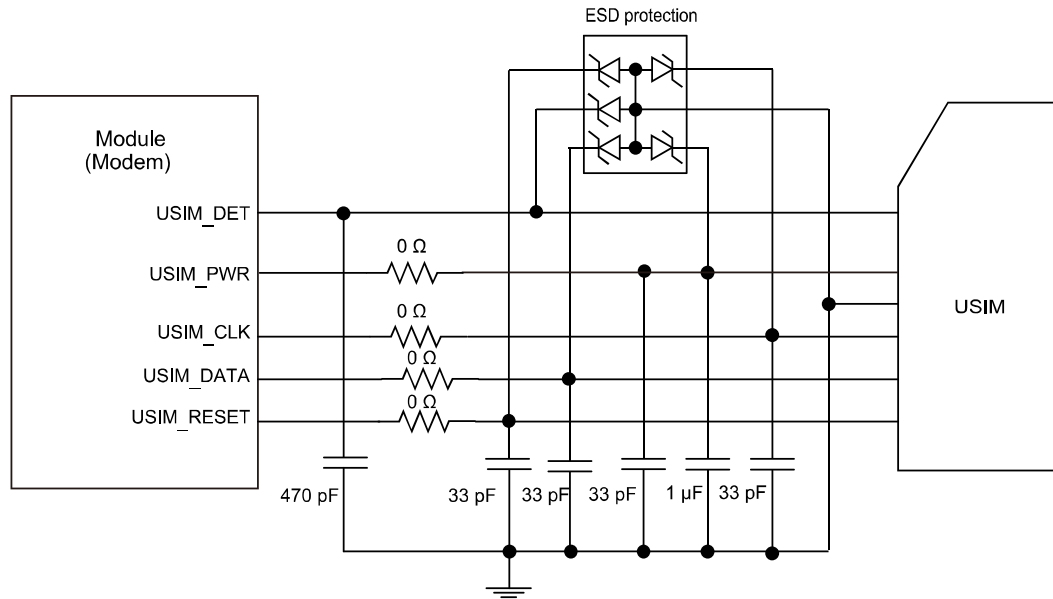 ESD protection
Module
(Modem)
USIM_DET
0 Ω
USIM_PWR
0 Ω
USIM
USIM_CLK
0 Ω
USIM_DATA
0 Ω
USIM_RESET
470 pF
33 pF
33 pF
33 pF
1 µF
33 pF